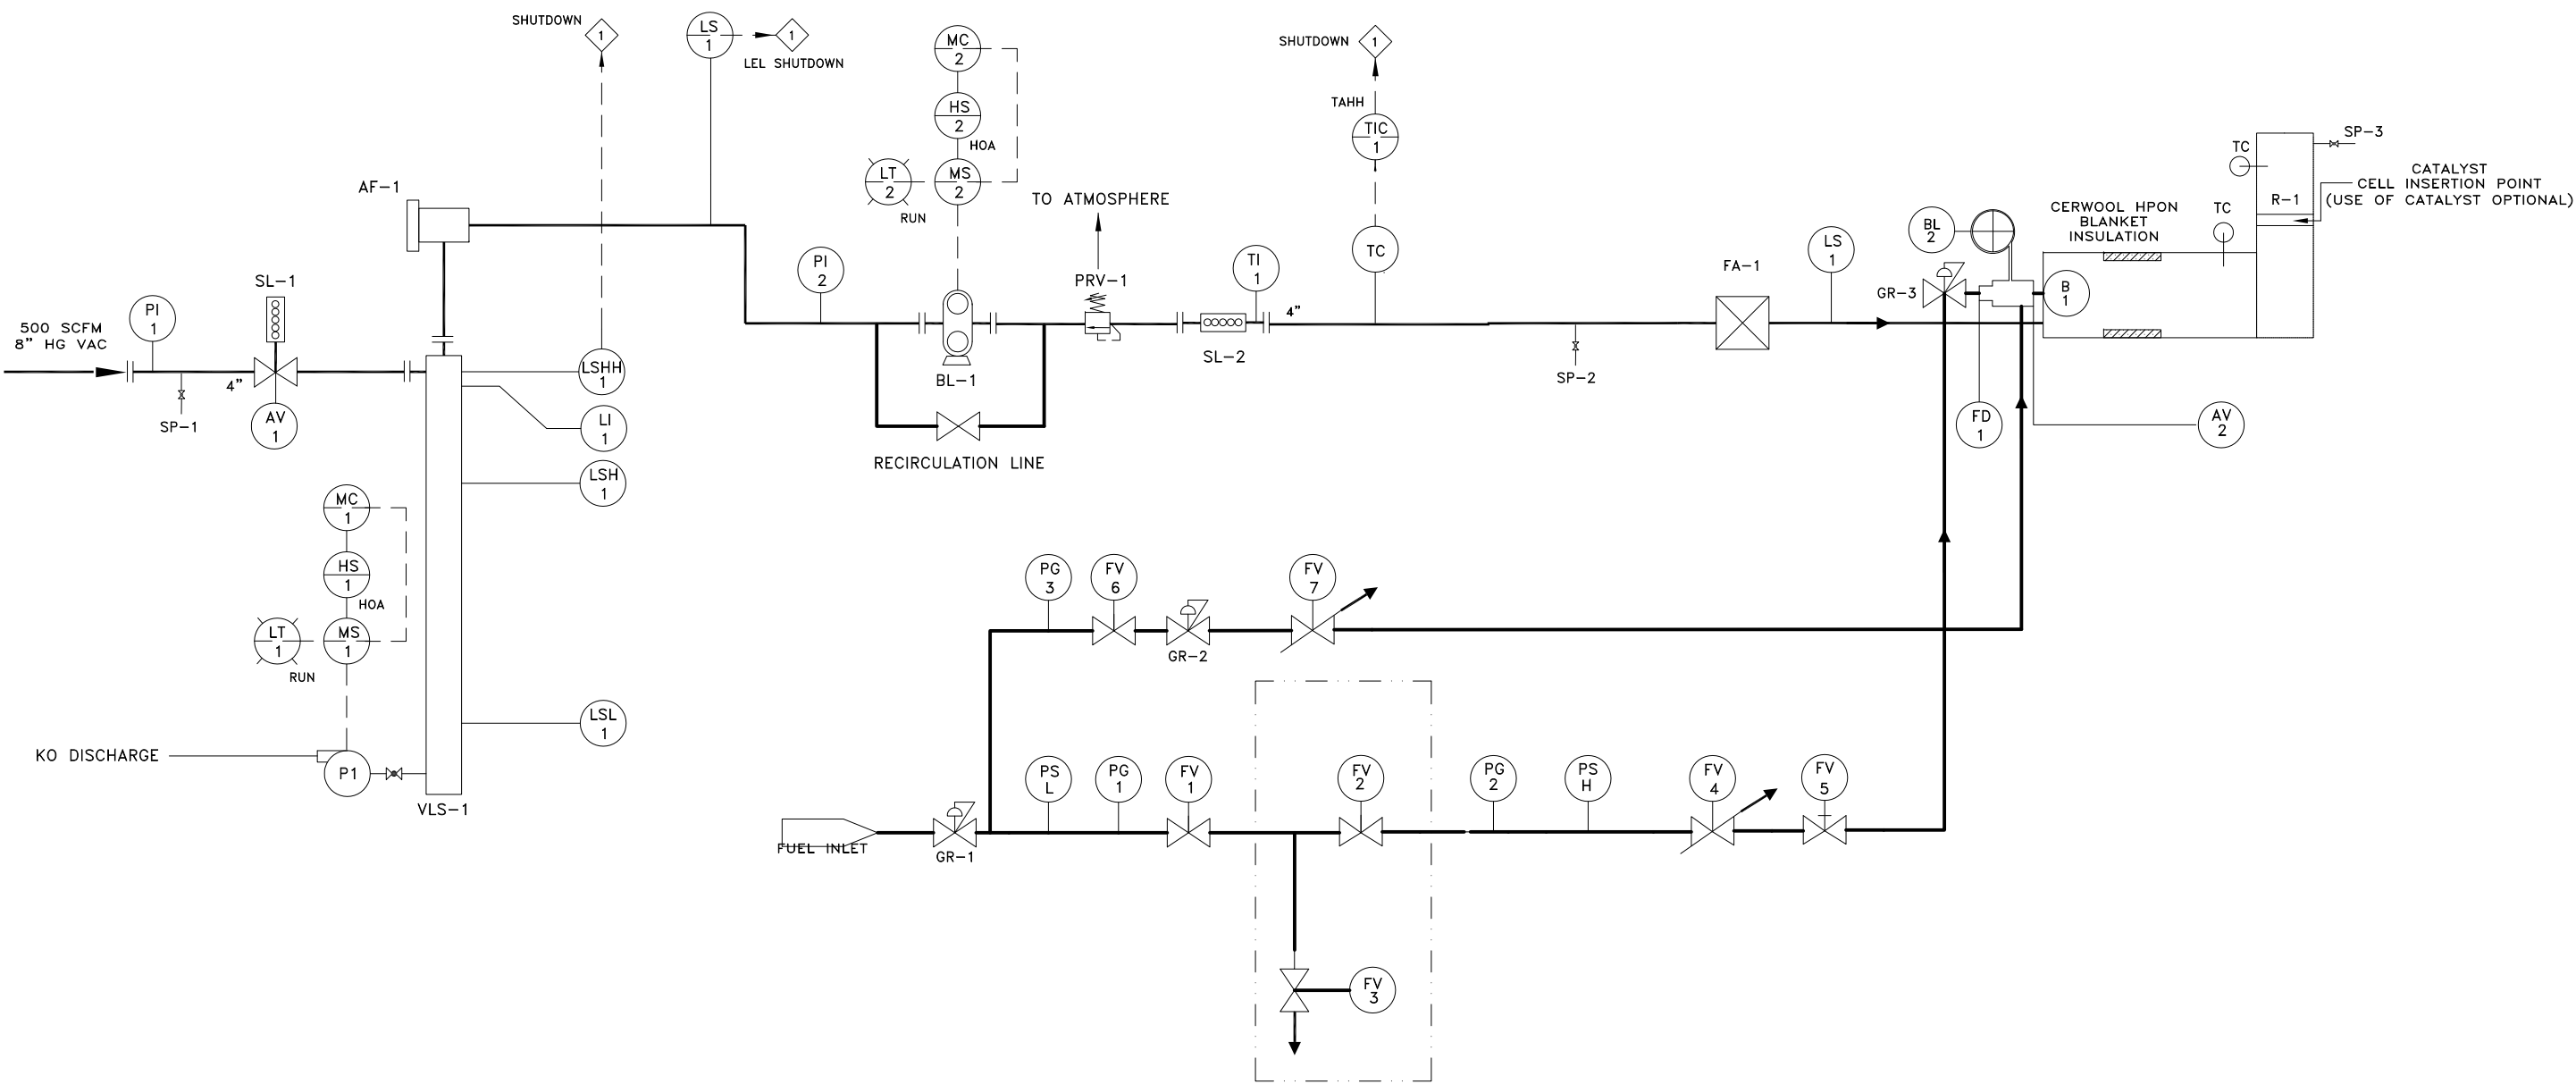 SHUTDOWN
1
LS
1
1
LEL SHUTDOWN
MC
2
HS
2
HOA
LT
2
MS
2
RUN
SHUTDOWN
1
TAHH
TIC
1
TC
AF-1
TO ATMOSPHERE
PRV-1
PI
2
TI
1
4"
SL-2
BL-1
RECIRCULATION LINE
SP-2
FA-1
LS
1
SP-3
TC
CATALYST
CELL INSERTION POINT
(USE OF CATALYST OPTIONAL)
R-1
TC
CERWOOL HPON
BLANKET
INSULATION
BL
2
GR-3
B
1
FD
1
AV
2
SL-1
PI
1
500 SCFM
8" HG VAC
4"
SP-1
AV
1
LSHH
1
LI
1
LSH
1
LSL
1
MC
1
HS
1
HOA
LT
1
MS
1
RUN
KO DISCHARGE
P1
VLS-1
PG
3
FV
6
GR-2
FV
7
FUEL INLET
GR-1
PS
L
PG
1
FV
1
FV
2
PG
2
PS
H
FV
4
FV
5
FV
3